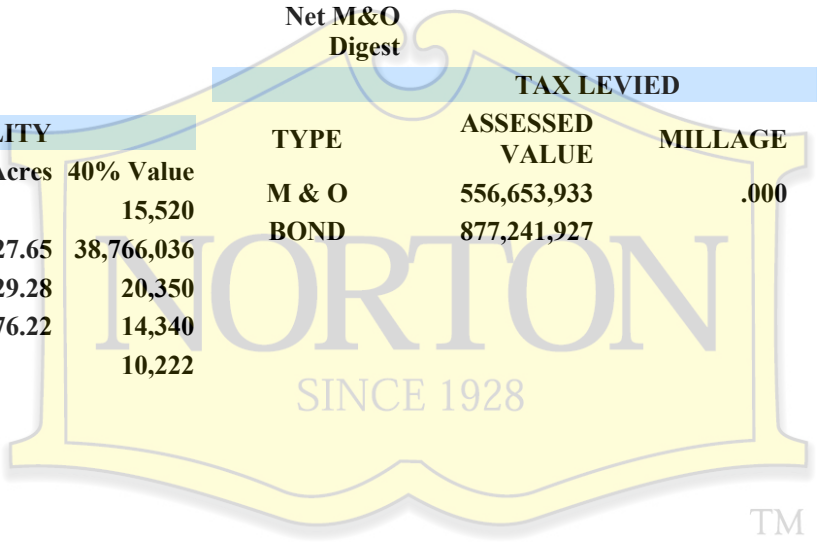 Net M&O
Digest
TAX LEVIED
LITY
TYPE ASSESSED VALUE MILLAGE
Acres 40% Value
M & O 556,653,933 .000
15,520
BOND 877,241,927
27.65 38,766,036
29.28 20,350
76.22 14,340
10,222
NORTON
SINCE 1928
TM